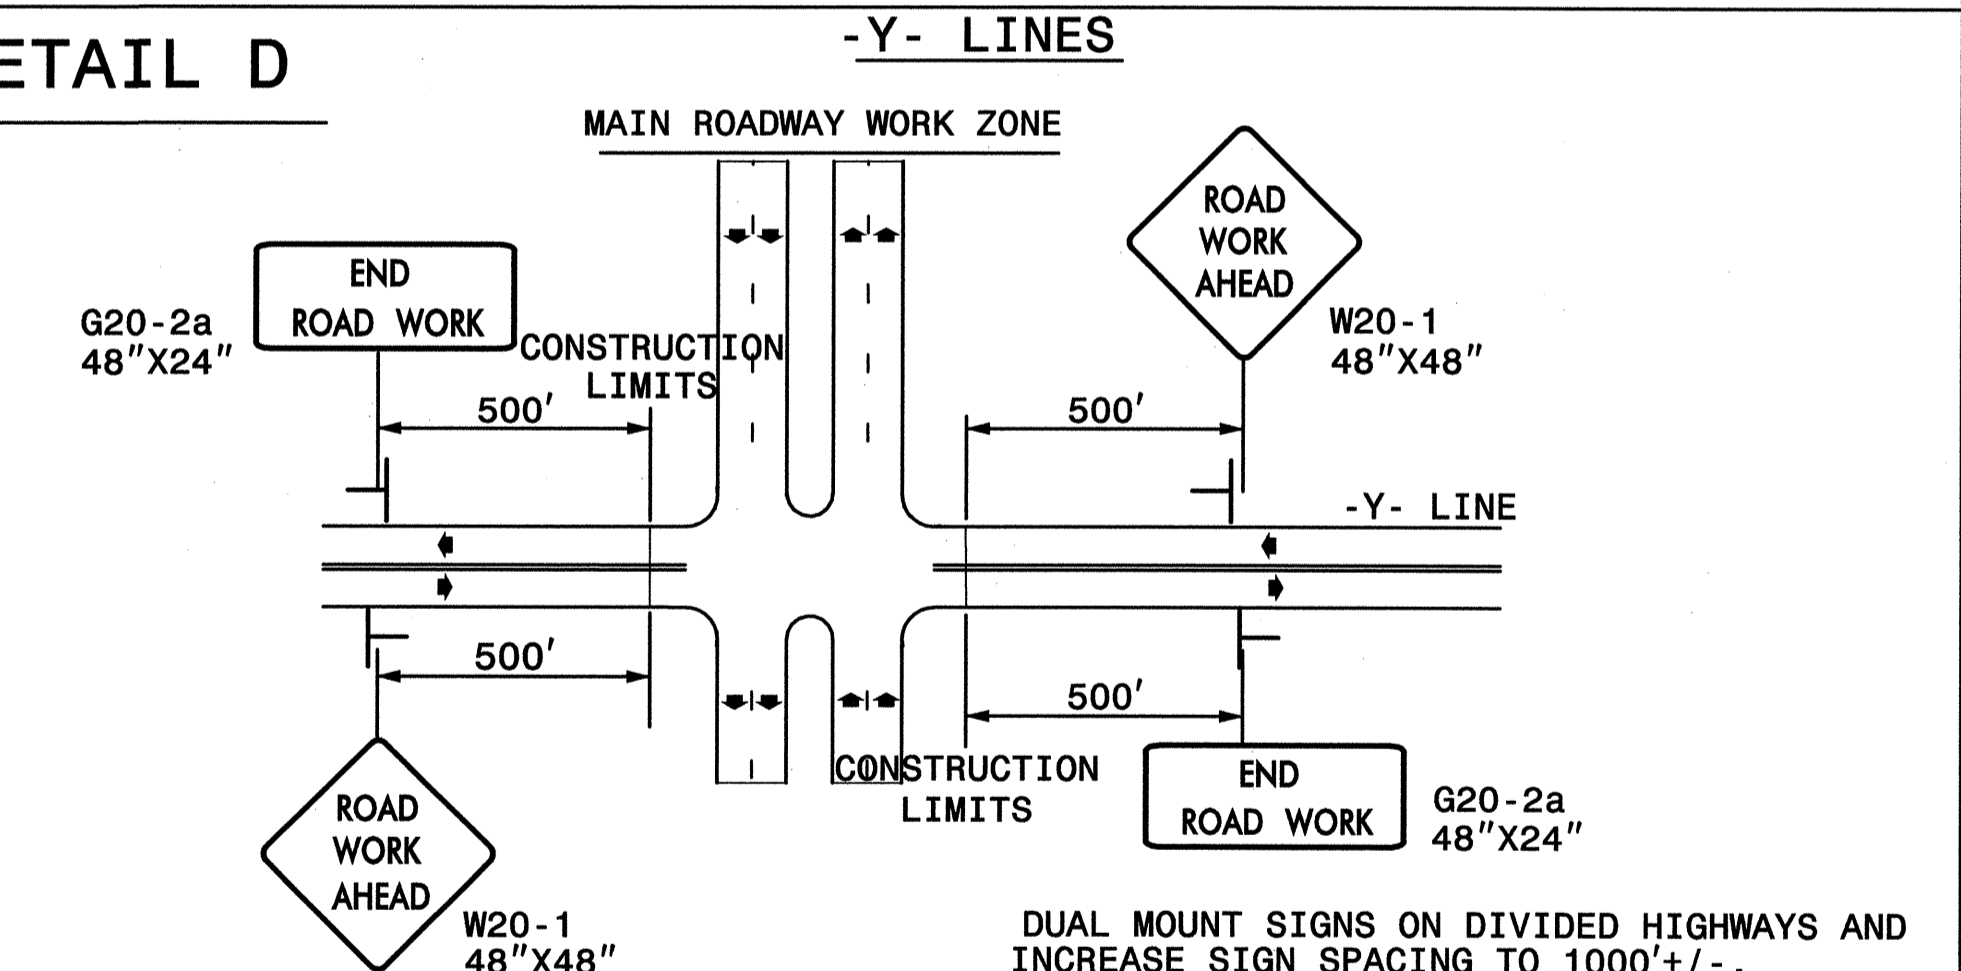 -Y- LINES
ETAIL D
MAIN ROADWAY WORK ZONE
ROAD
WORK
AHEAD
END
ROAD WORK
G20-2a
48"X24"
W20-1
48"X48"
CONSTRUCTION
LIMITS
500'
500'
-Y- LINE
500'
500'
CONSTRUCTION
LIMITS
END
ROAD WORK
G20-2a
48"X24"
ROAD
WORK
AHEAD
W20-1
48"X48"
DUAL MOUNT SIGNS ON DIVIDED HIGHWAYS AND
INCREASE SIGN SPACING TO 1000'+/-.